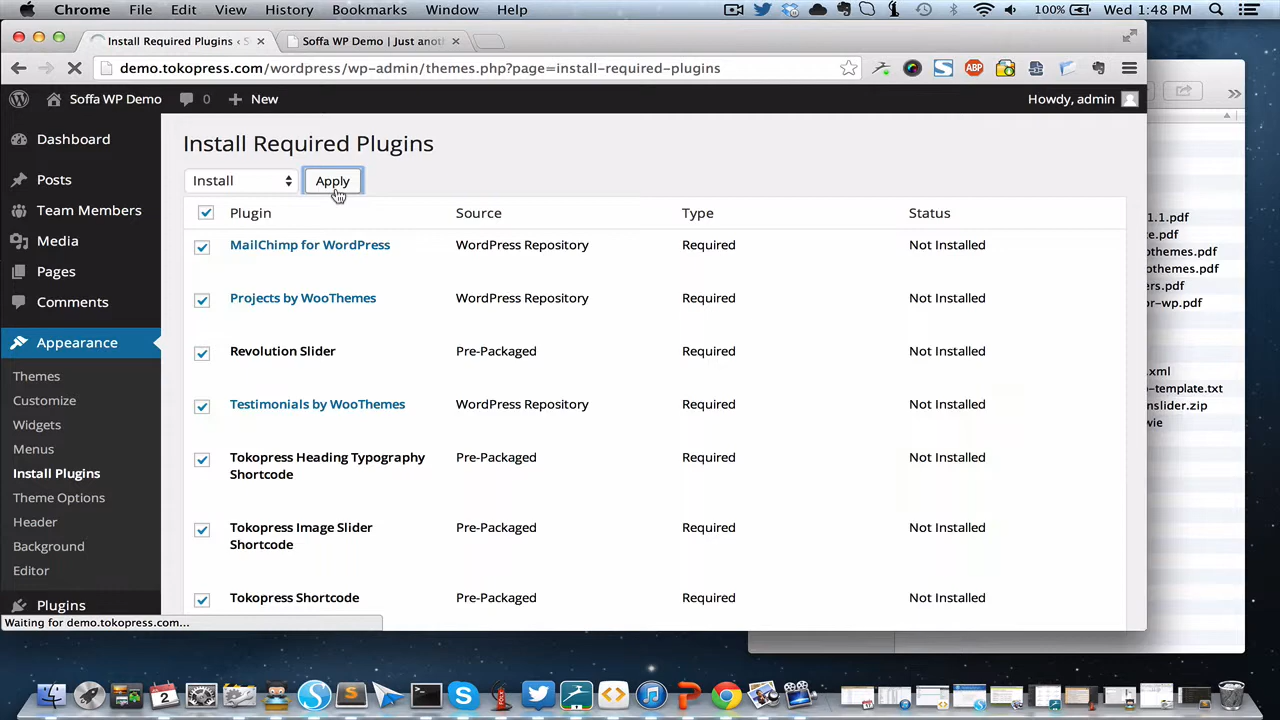 Chrome File Edit View History Bookmarks Window Help 100% Wed 1:48 PM
Install Required Plugins ‹ S
Soffa WP Demo | Just anot
demo.tokopress.com/wordpress/wp-admin/themes.php?page=install-required-plugins
ABP
Soffa WP Demo 0 + New Howdy, admin
Dashboard
Posts
Team Members
Media
Pages
Comments
Appearance
Themes
Customize
Widgets
Menus
Install Plugins
Theme Options
Header
Background
Editor
Plugins
Install Required Plugins
Install Apply
Plugin Source Type Status
MailChimp for WordPress WordPress Repository Required Not Installed
Projects by WooThemes WordPress Repository Required Not Installed
Revolution Slider Pre-Packaged Required Not Installed
Testimonials by WooThemes WordPress Repository Required Not Installed
Tokopress Heading Typography Pre-Packaged Required Not Installed
Shortcode
Tokopress Image Slider Pre-Packaged Required Not Installed
Shortcode
Tokopress Shortcode Pre-Packaged Required Not Installed
Waiting for demo.tokopress.com...
1.1.pdf
te.pdf
othemes.pdf
othemes.pdf
ers.pdf
or-wp.pdf
.xml
-template.txt
nslider.zip
wie